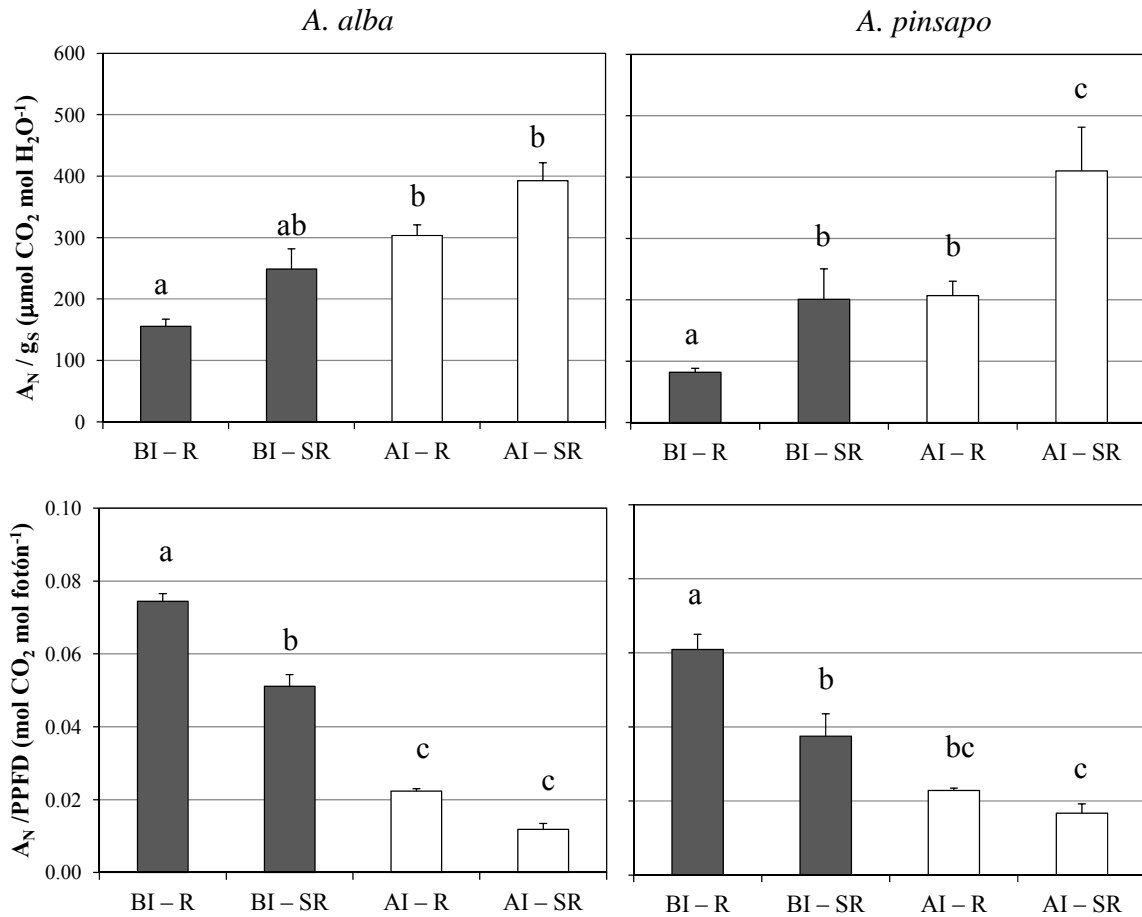 A. alba
A. pinsapo
A_N / g_S (µmol CO₂ mol H₂O⁻¹)
600
500
400
300
200
100
0
a
ab
b
b
BI – R
BI – SR
AI – R
AI – SR
a
b
b
c
BI – R
BI – SR
AI – R
AI – SR
A_N /PPFD (mol CO₂ mol fotón⁻¹)
0.10
0.08
0.06
0.04
0.02
0.00
a
b
c
c
BI – R
BI – SR
AI – R
AI – SR
a
b
bc
c
BI – R
BI – SR
AI – R
AI – SR